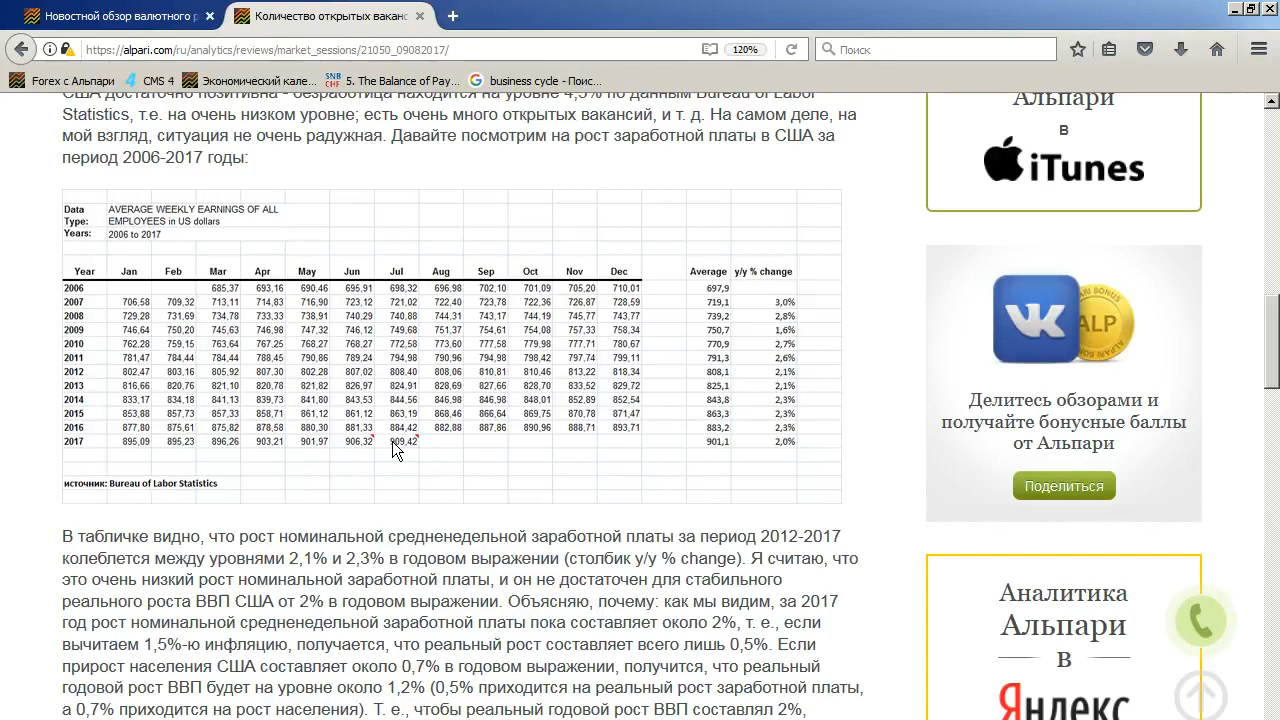 Новостной обзор валютного р
Количество открытых ваканс
https://alpari.com/ru/analytics/reviews/market_sessions/21050_09082017/
120%
Поиск
Forex с Альпари
CMS 4
Экономический кале...
SNB CHF
5. The Balance of Pay...
business cycle - Поис...
США достаточно позитивна - безработица находится на уровне 4,3% по данным Bureau of Labor
Statistics, т.е. на очень низком уровне; есть очень много открытых вакансий, и т. д. На самом деле, на
мой взгляд, ситуация не очень радужная. Давайте посмотрим на рост заработной платы в США за
период 2006-2017 годы:
Data Type: AVERAGE WEEKLY EARNINGS OF ALL EMPLOYEES in US dollars
Years: 2006 to 2017
Year Jan Feb Mar Apr May Jun Jul Aug Sep Oct Nov Dec Average y/y % change
2006 685,37 693,16 690,46 695,91 698,32 696,98 702,10 701,09 705,20 710,01 697,9
2007 706,58 709,32 713,11 714,83 716,90 723,12 721,02 722,40 723,78 722,36 726,87 728,59 719,1 3,0%
2008 729,28 731,69 734,78 733,33 738,91 740,29 740,88 744,31 743,17 744,19 745,77 743,77 739,2 2,8%
2009 746,64 750,20 745,63 746,98 747,32 746,12 749,68 751,37 754,61 754,08 757,33 758,34 750,7 1,6%
2010 762,28 759,15 763,64 767,25 768,27 768,27 772,58 773,60 777,58 779,98 777,71 780,67 770,9 2,7%
2011 781,47 784,44 784,44 788,45 790,86 789,24 794,98 790,96 794,98 798,42 797,74 799,11 791,3 2,6%
2012 802,47 803,16 805,92 807,30 802,28 807,02 808,40 808,06 810,81 810,46 813,22 818,34 808,1 2,1%
2013 816,66 820,76 821,10 820,78 821,82 826,97 824,91 828,69 827,66 828,70 833,52 829,72 825,1 2,1%
2014 833,17 834,18 841,13 839,73 841,80 843,53 844,56 846,98 846,98 848,01 852,89 852,54 843,8 2,3%
2015 853,88 857,73 857,33 858,71 861,12 861,12 863,19 868,46 866,64 869,75 870,78 871,47 863,3 2,3%
2016 877,80 875,61 875,82 878,58 880,30 881,33 884,42 882,88 887,86 890,96 888,71 893,71 883,2 2,3%
2017 895,09 895,23 896,26 903,21 901,97 906,32 909,42 901,1 2,0%
источник: Bureau of Labor Statistics
В табличке видно, что рост номинальной средненедельной заработной платы за период 2012-2017
колеблется между уровнями 2,1% и 2,3% в годовом выражении (столбик y/y % change). Я считаю, что
это очень низкий рост номинальной заработной платы, и он не достаточен для стабильного
реального роста ВВП США от 2% в годовом выражении. Объясняю, почему: как мы видим, за 2017
год рост номинальной средненедельной заработной платы пока составляет около 2%, т. е., если
вычитаем 1,5%-ю инфляцию, получается, что реальный рост составляет всего лишь 0,5%. Если
прирост населения США составляет около 0,7% в годовом выражении, получится, что реальный
годовой рост ВВП будет на уровне около 1,2% (0,5% приходится на реальный рост заработной платы,
а 0,7% приходится на рост населения). Т. е., чтобы реальный годовой рост ВВП составлял 2%,
Альпари
в
iTunes
ALPARI BONUS
ALP
Делитесь обзорами и
получайте бонусные баллы
от Альпари
Поделиться
Аналитика
Альпари
в
Яндекс